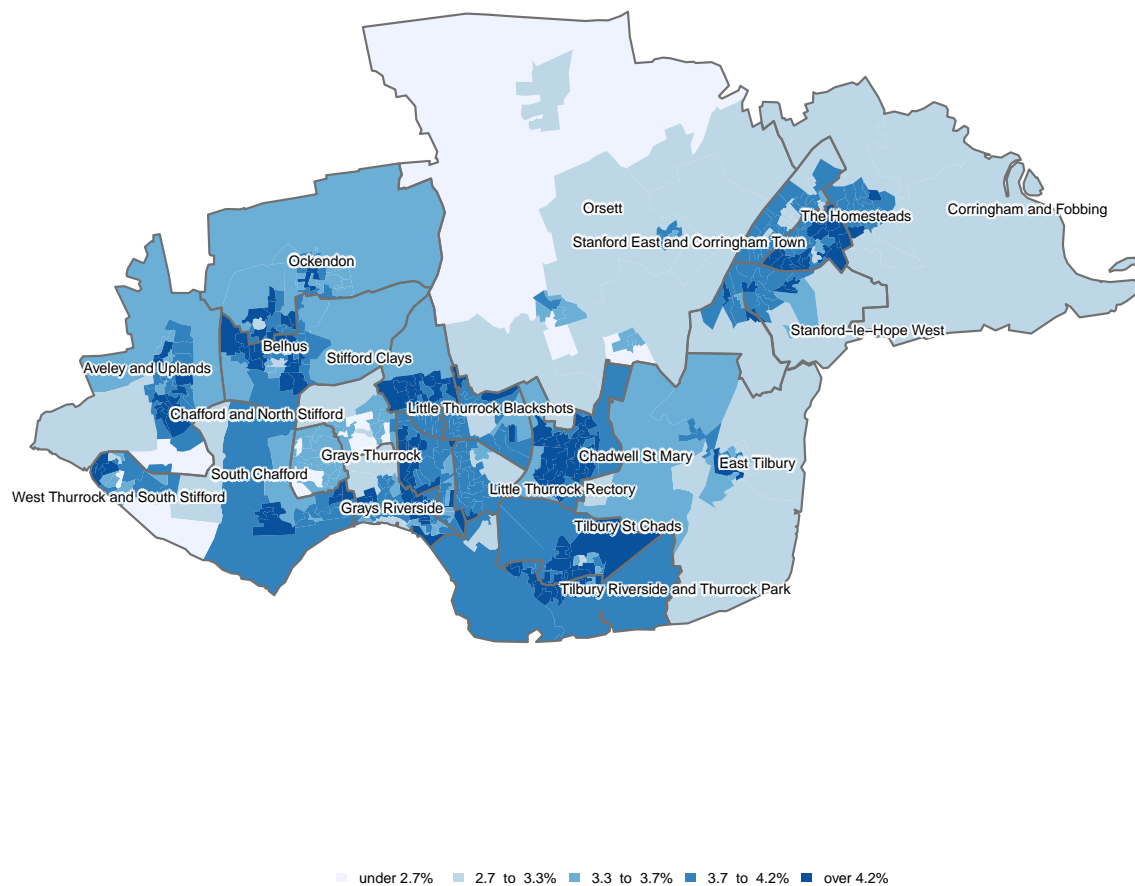 Orsett
Corringham and Fobbing
The Homesteads
Stanford East and Corringham Town
Ockendon
Stanford−le−Hope West
Belhus
Stifford Clays
Aveley and Uplands
Little Thurrock Blackshots
Chafford and North Stifford
Grays Thurrock
Chadwell St Mary
East Tilbury
South Chafford
Little Thurrock Rectory
West Thurrock and South Stifford
Grays Riverside
Tilbury St Chads
Tilbury Riverside and Thurrock Park
under 2.7% 2.7 to 3.3% 3.3 to 3.7% 3.7 to 4.2% over 4.2%